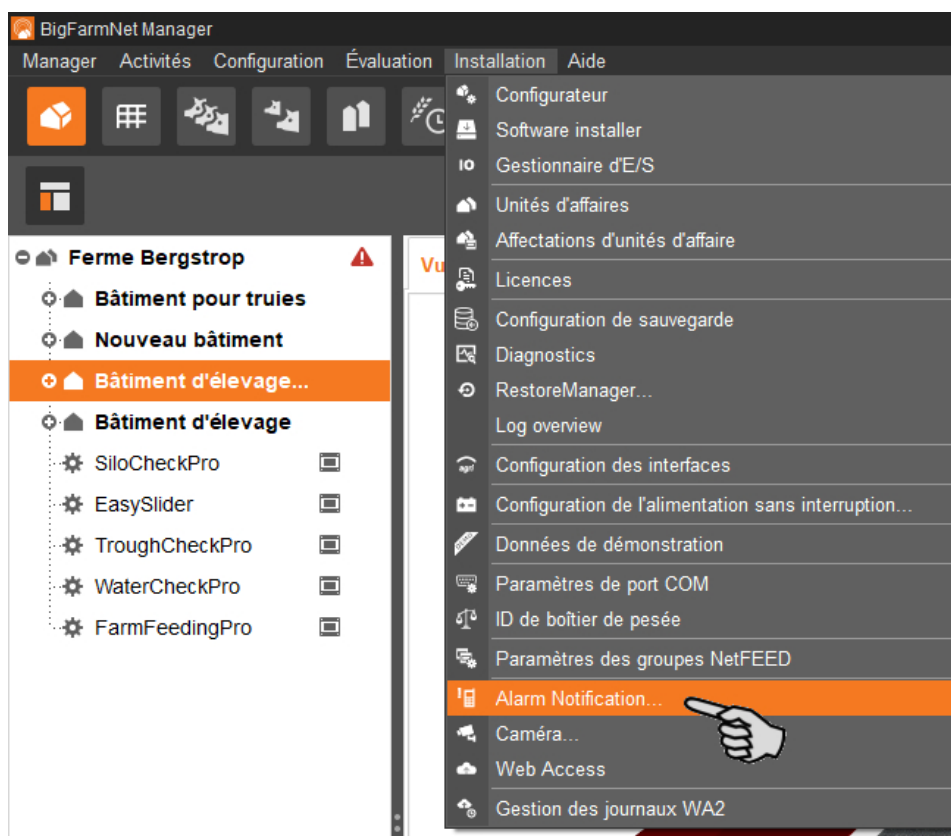 BigFarmNet Manager
Manager Activités Configuration Évaluation Installation Aide
Configurateur
Software installer
IO Gestionnaire d'E/S
Unités d'affaires
Affectations d'unités d'affaire
Licences
Configuration de sauvegarde
Diagnostics
RestoreManager...
Log overview
Configuration des interfaces
Configuration de l'alimentation sans interruption...
Données de démonstration
Paramètres de port COM
ID de boîtier de pesée
Paramètres des groupes NetFEED
Alarm Notification...
Caméra...
Web Access
Gestion des journaux WA2
Ferme Bergstrop
Bâtiment pour truies
Nouveau bâtiment
Bâtiment d'élevage...
Bâtiment d'élevage
SiloCheckPro
EasySlider
TroughCheckPro
WaterCheckPro
FarmFeedingPro
Vu